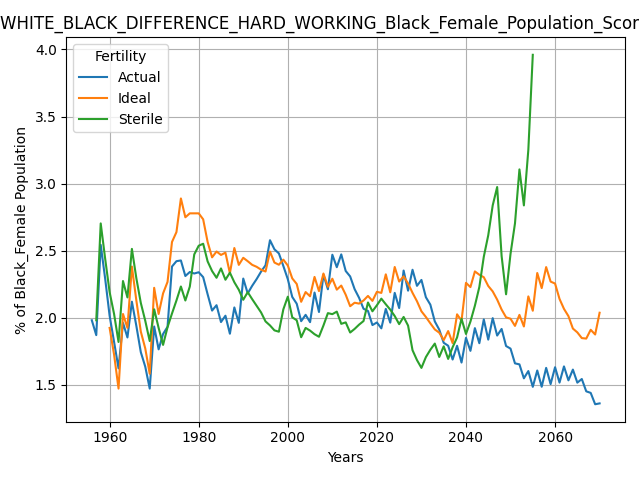 WHITE_BLACK_DIFFERENCE_HARD_WORKING_Black_Female_Population_Scor
Fertility
Actual
Ideal
Sterile
% of Black_Female Population
4.0
3.5
3.0
2.5
2.0
1.5
1960 1980 2000 2020 2040 2060
Years